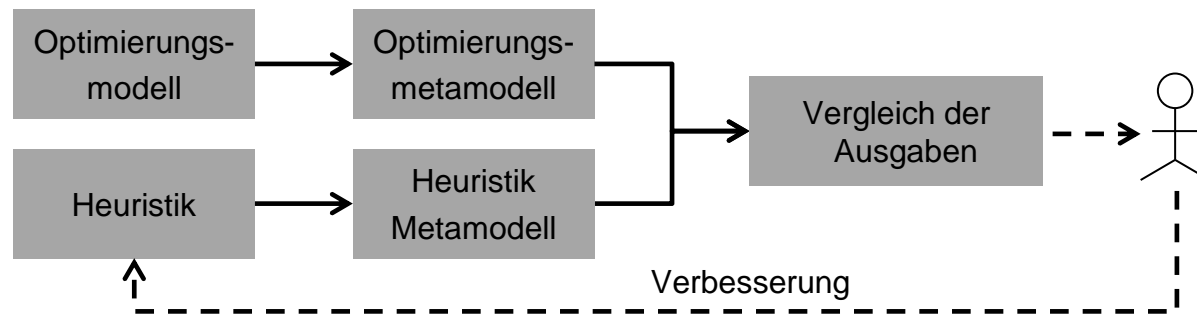 Optimierungs-
modell
Optimierungs-
metamodell
Heuristik
Heuristik
Metamodell
Vergleich der
Ausgaben
Verbesserung